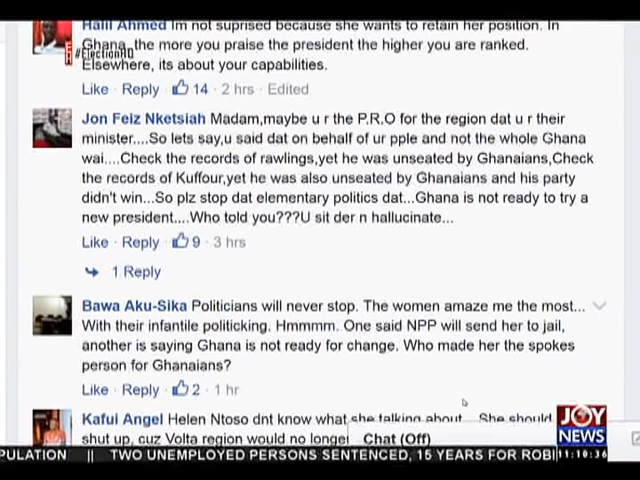 Halil Ahmed Im not suprised because she wants to retain her position. In
Ghana, the more you praise the president the higher you are ranked.
#ElectionHQ
Elsewhere, its about your capabilities.
Like · Reply · 14 · 2 hrs · Edited
Jon Feiz Nketsiah Madam,maybe u r the P.R.O for the region dat u r their
minister....So lets say,u said dat on behalf of ur pple and not the whole Ghana
wai....Check the records of rawlings,yet he was unseated by Ghanaians,Check
the records of Kuffour,yet he was also unseated by Ghanaians and his party
didn't win...So plz stop dat elementary politics dat...Ghana is not ready to try a
new president....Who told you???U sit der n hallucinate...
Like · Reply · 9 · 3 hrs
1 Reply
Bawa Aku-Sika Politicians will never stop. The women amaze me the most...
With their infantile politicking. Hmmmm. One said NPP will send her to jail,
another is saying Ghana is not ready for change. Who made her the spokes
person for Ghanaians?
Like · Reply · 2 · 1 hr
Kafui Angel Helen Ntoso dnt know what she talking about... She should
shut up, cuz Volta region would no longe
Chat (Off)
JOY
NEWS
PULATION || TWO UNEMPLOYED PERSONS SENTENCED, 15 YEARS FOR ROBI
11:10:36